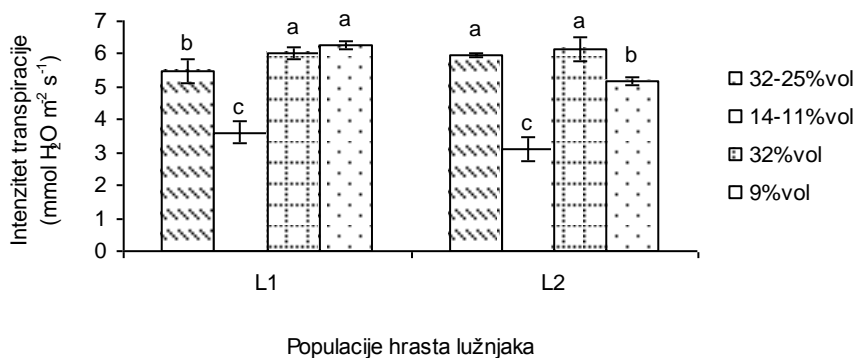 Intenzitet transpiracije
(mmol H₂O m⁻² s⁻¹)
7
6
5
4
3
2
1
0
b
c
a
a
a
c
a
b
L1
L2
Populacije hrasta lužnjaka
32-25%vol
14-11%vol
32%vol
9%vol